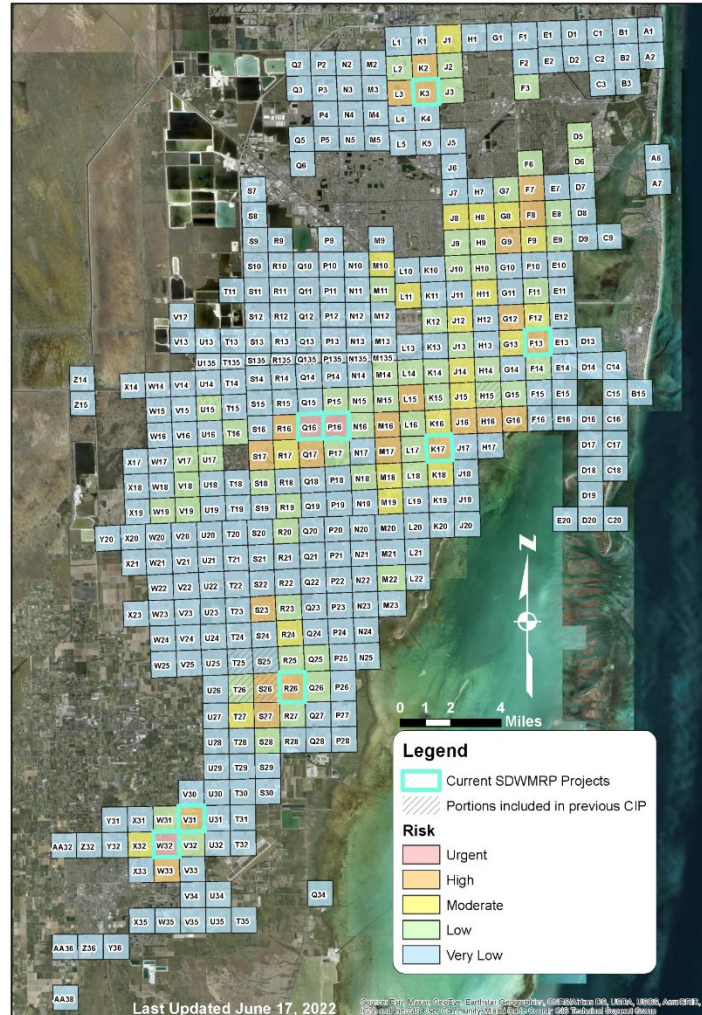 L1 K1 J1 H1 G1 F1 E1 D1 C1 B1 A1
Q2 P2 N2 M2 L2 K2 J2 F2 E2 D2 C2 B2 A2
Q3 P3 N3 M3 L3 K3 J3 F3 C3 B3
P4 N4 M4 L4 K4
Q5 P5 N5 M5 L5 K5 J5 D5
Q6 J6 F6 D6 A6
S7 J7 H7 G7 F7 E7 D7 A7
S8 J8 H8 G8 F8 E8 D8
S9 R9 P9 M9 J9 H9 G9 F9 E9 D9 C9
S10 R10 Q10 P10 N10 M10 L10 K10 J10 H10 G10 F10 E10
T11 S11 R11 Q11 P11 N11 M11 L11 K11 J11 H11 G11 F11 E11
V12 S12 R12 Q12 P12 N12 K12 J12 H12 G12 F12 E12
V13 U13 T13 S13 R13 Q13 P13 N13 M13 L13 K13 J13 H13 G13 F13 E13 D13
U135 T135 S135 R135 Q135 P135 N135 M135
Z14 X14 W14 V14 U14 T14 S14 R14 Q14 P14 N14 M14 L14 K14 J14 H14 G14 F14 E14 D14 C14
Z15 W15 V15 U15 T15 S15 R15 Q15 P15 N15 M15 L15 K15 J15 H15 G15 F15 E15 D15 C15 B15
W16 V16 U16 T16 S16 R16 Q16 P16 N16 M16 L16 K16 J16 H16 G16 F16 E16 D16 C16
X17 W17 V17 U17 S17 R17 Q17 P17 N17 M17 L17 K17 J17 H17 D17 C17
X18 W18 V18 U18 T18 S18 R18 Q18 P18 N18 M18 L18 K18 J18 D18 C18
X19 W19 V19 U19 T19 S19 R19 Q19 P19 N19 M19 L19 K19 J19 D19
Y20 X20 W20 V20 U20 T20 S20 R20 Q20 P20 N20 M20 L20 K20 J20 E20 D20 C20
X21 W21 V21 U21 T21 S21 R21 Q21 P21 N21 M21 L21
W22 V22 U22 T22 S22 R22 Q22 P22 N22 M22 L22
X23 W23 V23 U23 T23 S23 R23 Q23 P23 N23 M23
W24 V24 U24 T24 S24 R24 Q24 P24 N24
W25 V25 U25 T25 S25 R25 Q25 P25 N25
U26 T26 S26 R26 Q26 P26
U27 T27 S27 R27 Q27 P27
U28 T28 S28 R28 Q28 P28
U29 T29 S29
V30 U30 T30 S30
Y31 X31 W31 V31 U31 T31
AA32 Z32 Y32 X32 W32 V32 U32 T32
X33 W33 V33
V34 U34 Q34
X35 W35 V35 U35 T35
AA36 Z36 Y36
AA38
Z
0 1 2 4
Miles
Legend
Current SDWMRP Projects
Portions included in previous CIP
Risk
Urgent
High
Moderate
Low
Very Low
Last Updated June 17, 2022